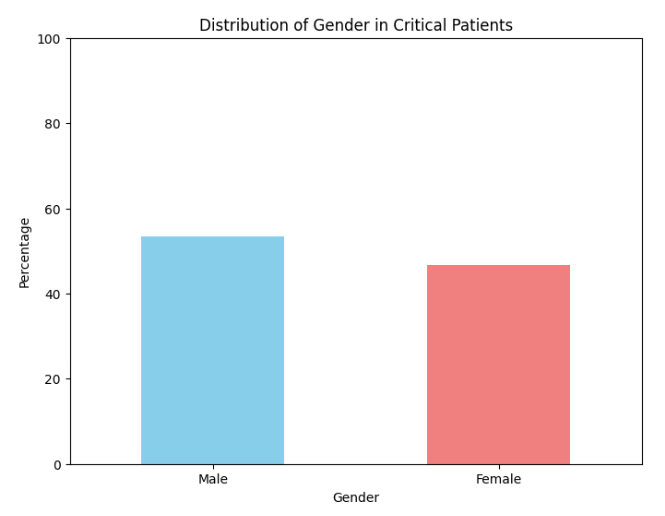 Distribution of Gender in Critical Patients
100
80
60
40
20
0
Percentage
Male Female
Gender